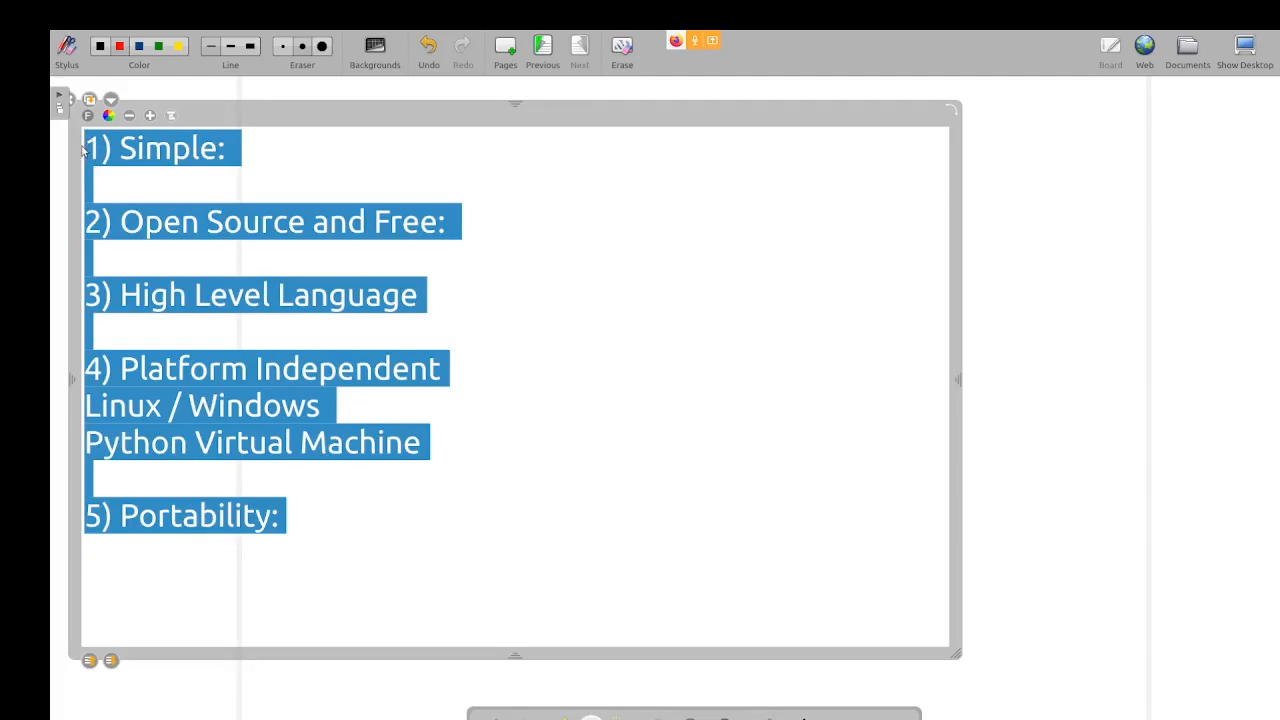 Stylus
Color
Line
Eraser
Backgrounds
Undo
Redo
Pages
Previous
Next
Erase
Board
Web
Documents
Show Desktop
F
1) Simple:
2) Open Source and Free:
3) High Level Language
4) Platform Independent
Linux / Windows
Python Virtual Machine
5) Portability: